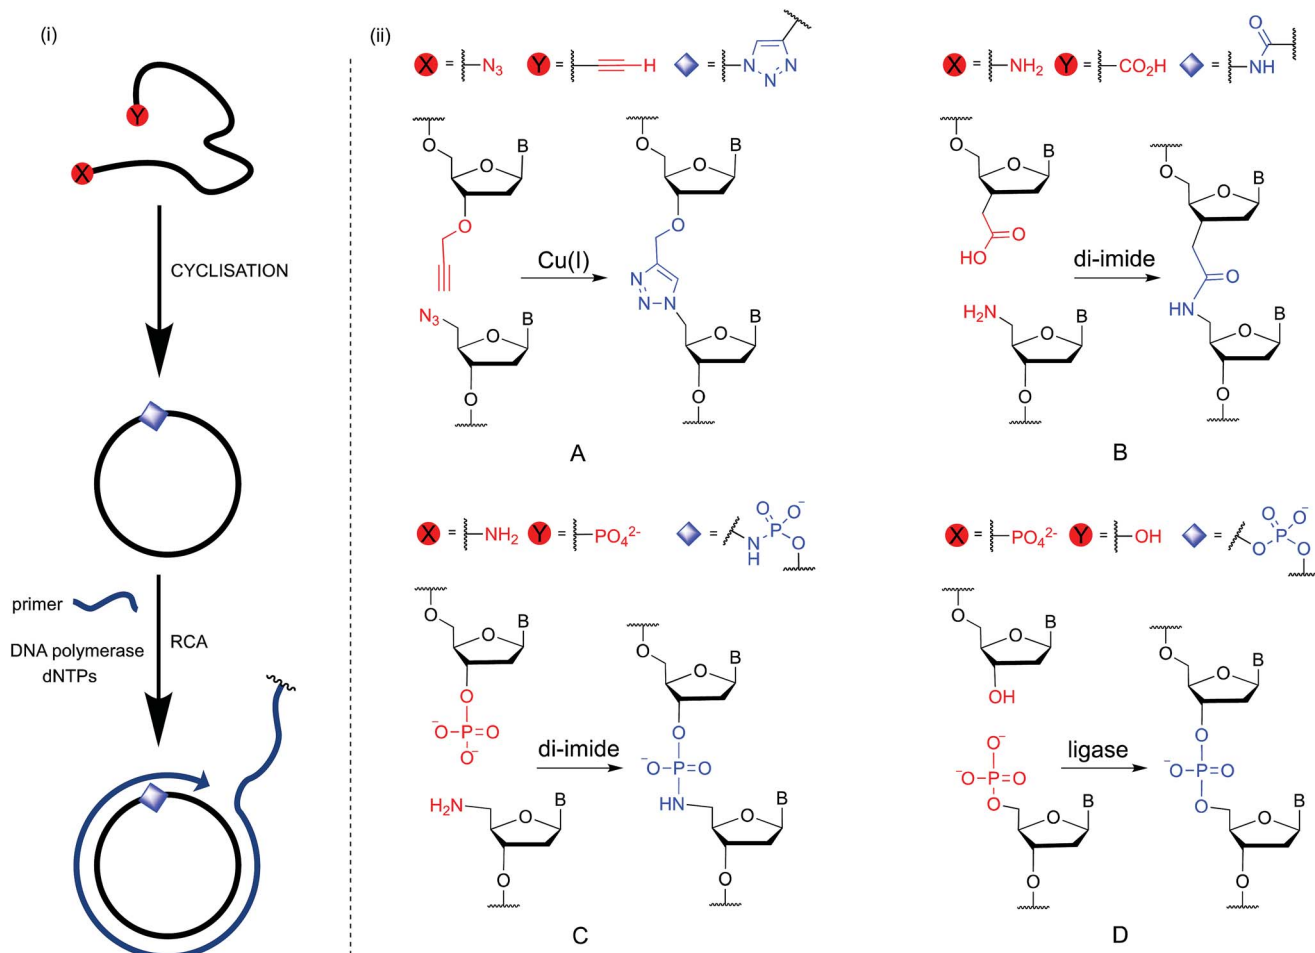 (i)
Y
X
CYCLISATION
primer
DNA polymerase
dNTPs
RCA
(ii)
X = N3 Y = H = N N N
O B
O
O
N3 O B
O
Cu(I)
O B
O
O
N N N
O B
O
A
X = NH2 Y = CO2H = O NH
O B
O
O
HO
H2N O B
O
di-imide
O B
O
O
HN
O B
O
B
X = NH2 Y = PO4 2- = O O− P N H O
O B
O
O
−O P O
O−
H2N O B
O
di-imide
O B
O
O
−O P O
HN
O B
O
C
X = PO4 2- Y = OH = O O− P O O
O B
O
OH
O−
−O P O
O
O B
O
ligase
O B
O
O
−O P O
O
O B
O
D